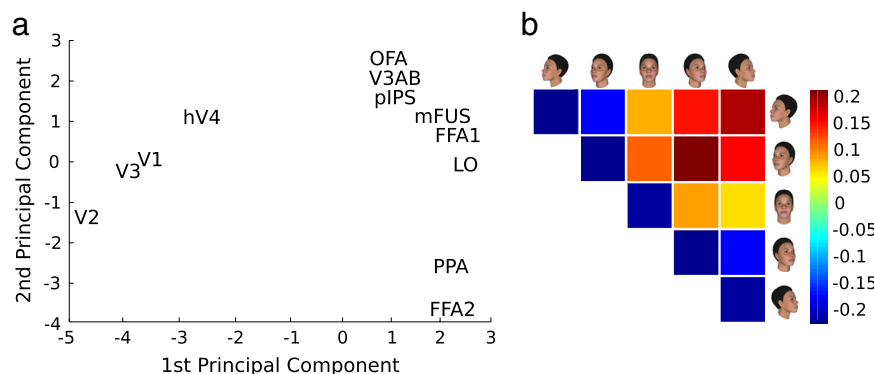 a
3
2
1
0
-1
-2
-3
-4
2nd Principal Component
OFA
V3AB
pIPS
hV4
mFUS
FFA1
V1
V3
LO
V2
PPA
FFA2
-5 -4 -3 -2 -1 0 1 2 3
1st Principal Component
b
0.2
0.15
0.1
0.05
0
-0.05
-0.1
-0.15
-0.2